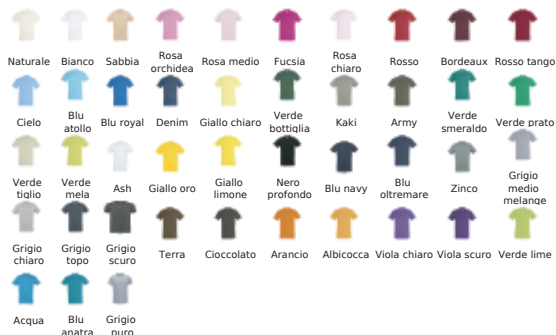 Naturale Bianco Sabbia Rosa orchidea Rosa medio Fucsia Rosa chiaro Rosso Bordeaux Rosso tango
Cielo Blu atollo Blu royal Denim Giallo chiaro Verde bottiglia Kaki Army Verde smeraldo Verde prato
Verde tiglio Verde mela Ash Giallo oro Giallo limone Nero profondo Blu navy Blu oltremare Zinco Grigio medio melange
Grigio chiaro Grigio topo Grigio scuro Terra Cioccolato Arancio Albicocca Viola chiaro Viola scuro Verde lime
Acqua Blu anatra Grigio puro